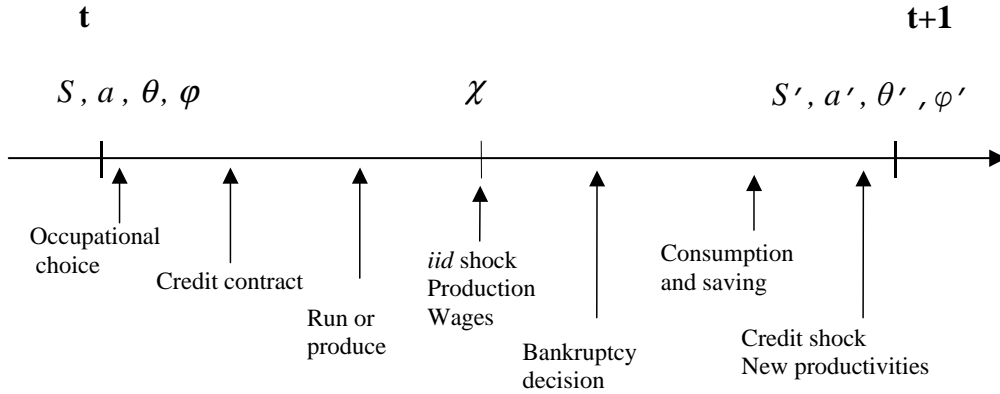 t t+1
S, a, θ, φ χ S′, a′, θ′, φ′
Occupational
choice
Credit contract
Run or
produce
iid shock
Production
Wages
Bankruptcy
decision
Consumption
and saving
Credit shock
New productivities